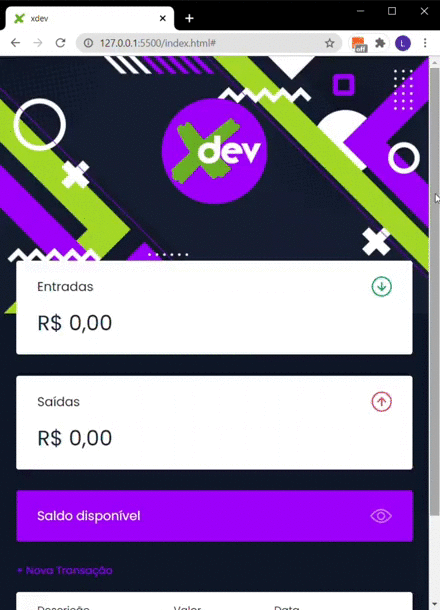 xdev
127.0.0.1:5500/index.html#
off
L
Xdev
Entradas
R$ 0,00
Saídas
R$ 0,00
Saldo disponível
+ Nova Transação
Descrição Valor Data